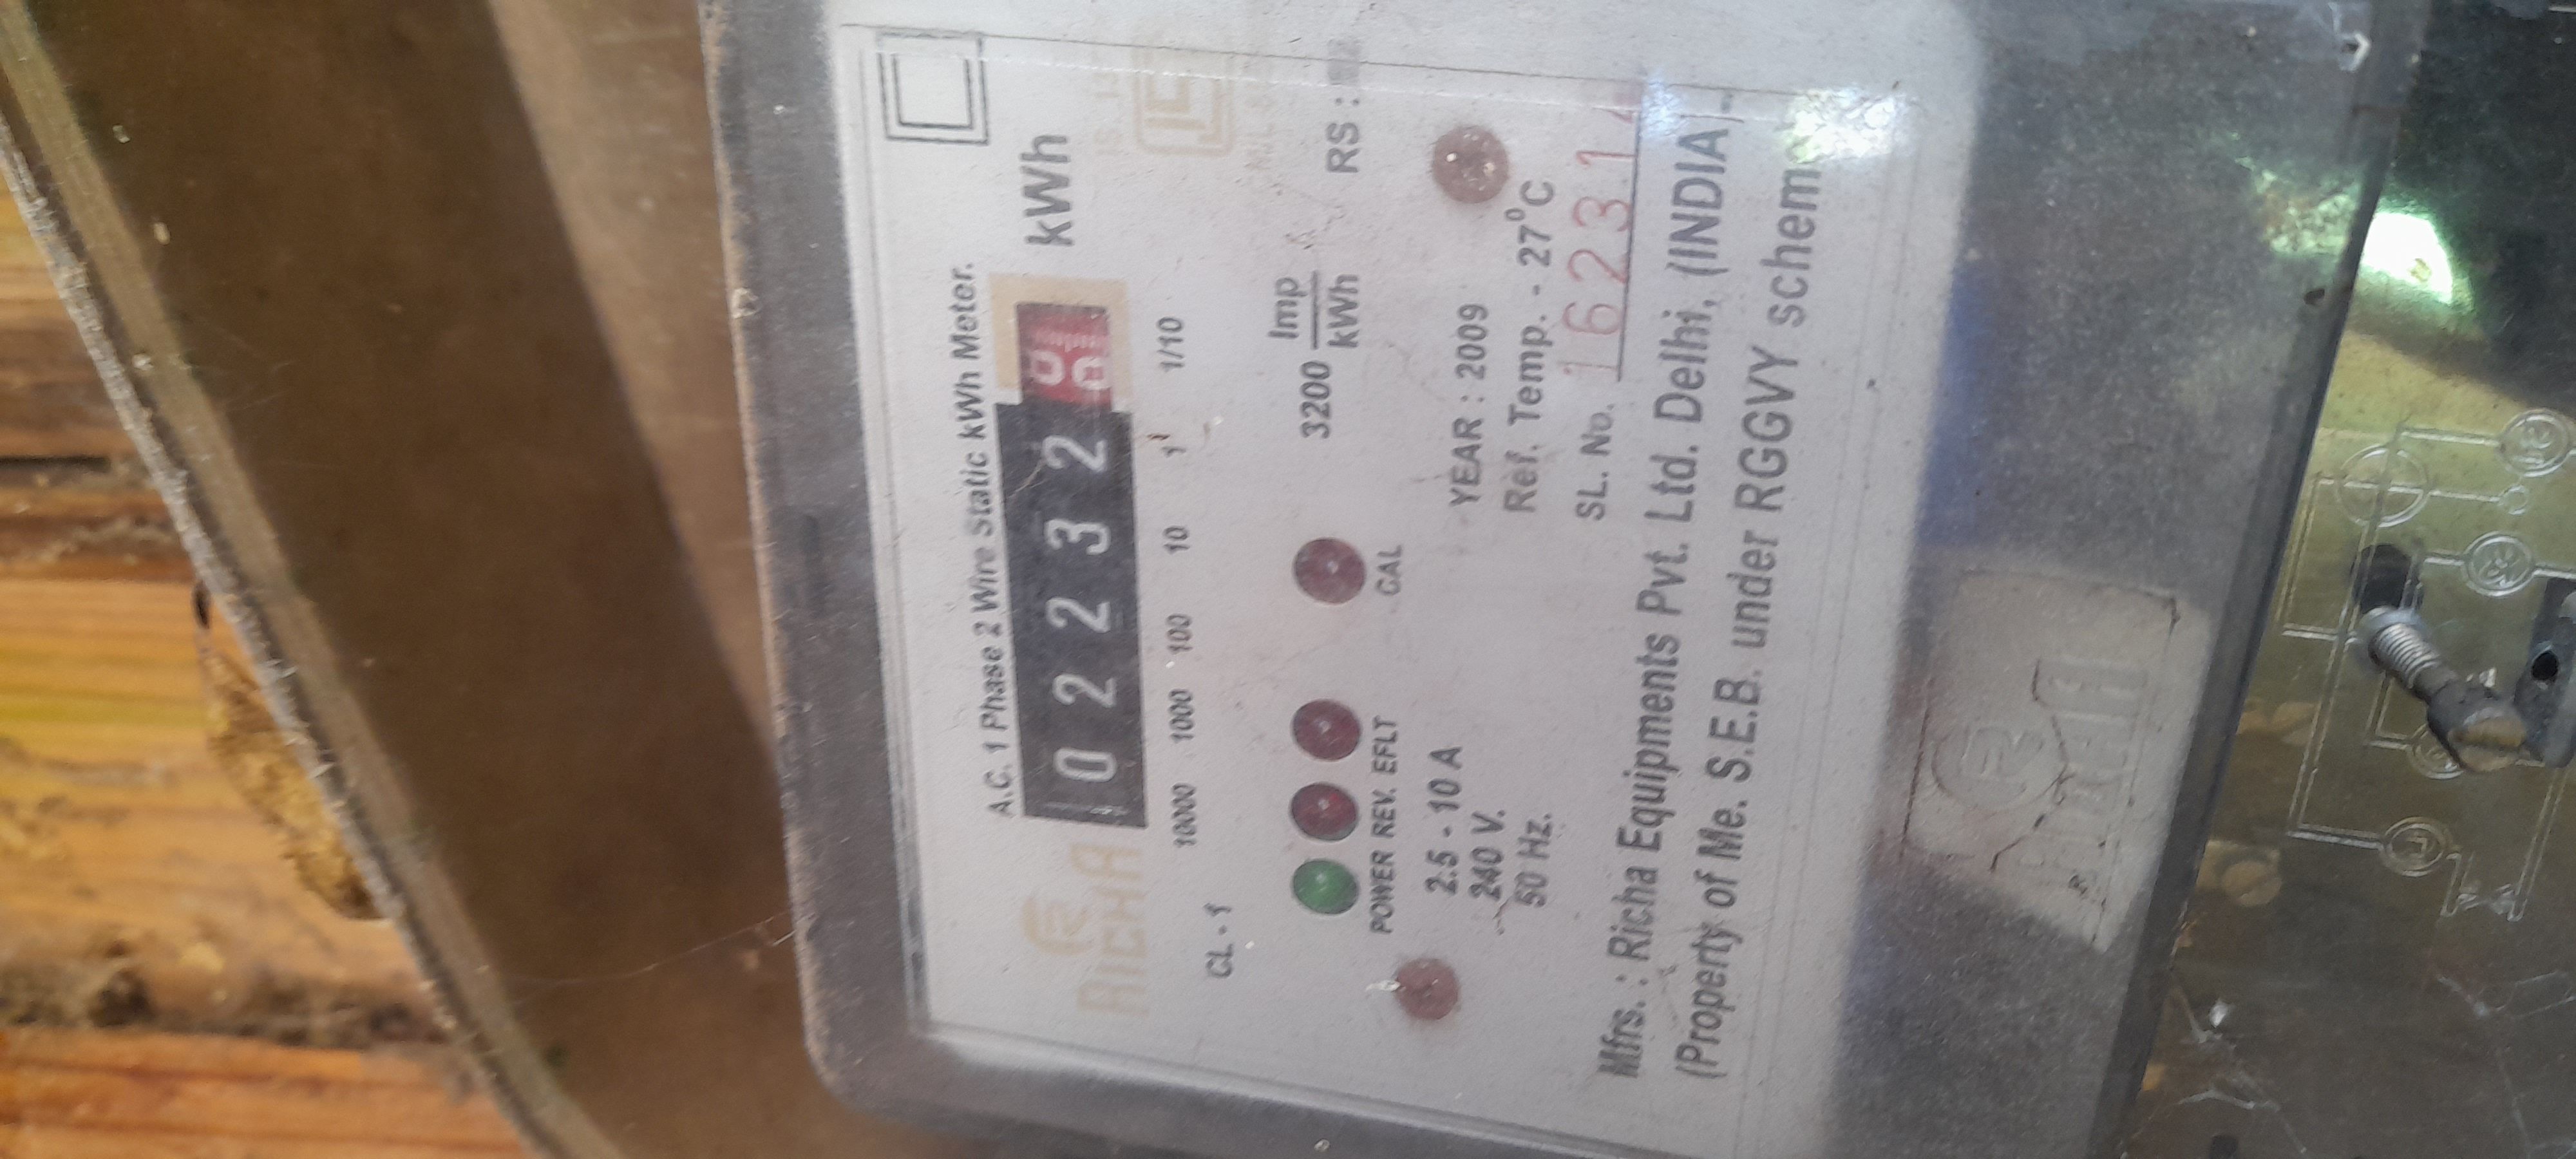 A.C. 1 Phase 2 Wire Static kWh Meter.
RICHA
0 2 2 3 2
kWh
10000 1000 100 10 1 1/10
CL - 1
3200 Imp/kWh
RS :
POWER REV. EFLT
CAL
2.5 - 10 A
240 V.
50 Hz.
YEAR : 2009
Ref. Temp. - 27°C
SL. No. 16231
Mfrs. : Richa Equipments Pvt. Ltd. Delhi, (INDIA)
(Property of Me. S.E.B. under RGGVY scheme